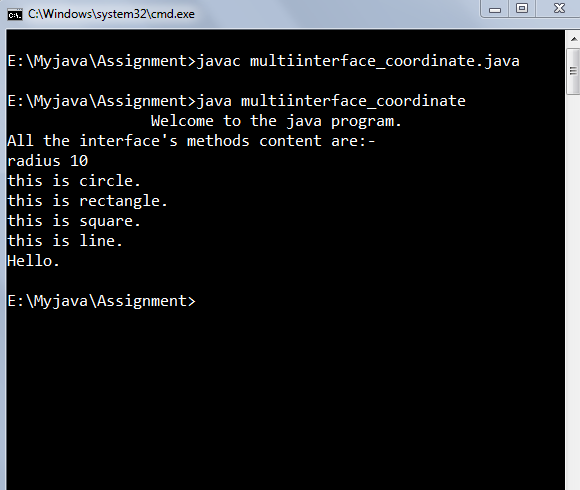 C:\Windows\system32\cmd.exe
E:\Myjava\Assignment>javac multiinterface_coordinate.java
E:\Myjava\Assignment>java multiinterface_coordinate
Welcome to the java program.
All the interface's methods content are:-
radius 10
this is circle.
this is rectangle.
this is square.
this is line.
Hello.
E:\Myjava\Assignment>